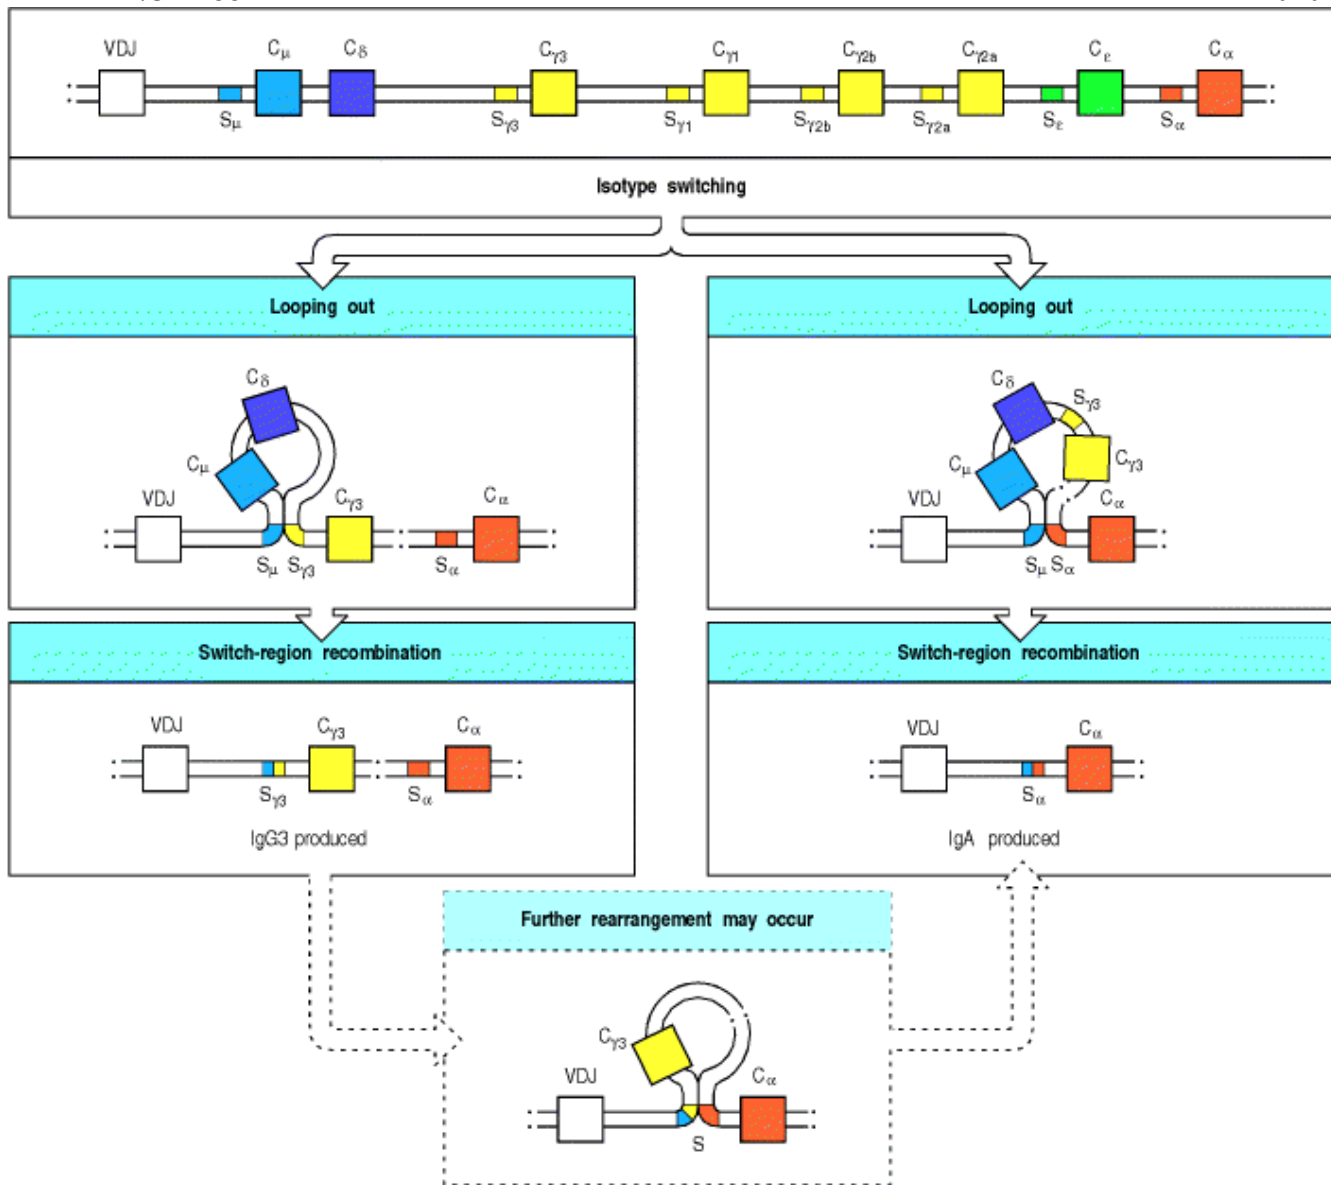 VDJ Cμ Cδ Cγ3 Cγ1 Cγ2b Cγ2a Cε Cα
Sμ Sγ3 Sγ1 Sγ2b Sγ2a Sε Sα
Isotype switching
Looping out
Cδ
Cμ
VDJ Cγ3 Cα
Sμ Sγ3 Sα
Switch-region recombination
VDJ Cγ3 Cα
Sγ3 Sα
IgG3 produced
Looping out
Cδ Sγ3
Cμ Cγ3
VDJ Cα
Sμ Sα
Switch-region recombination
VDJ Cα
Sα
IgA produced
Further rearrangement may occur
Cγ3
VDJ Cα
S